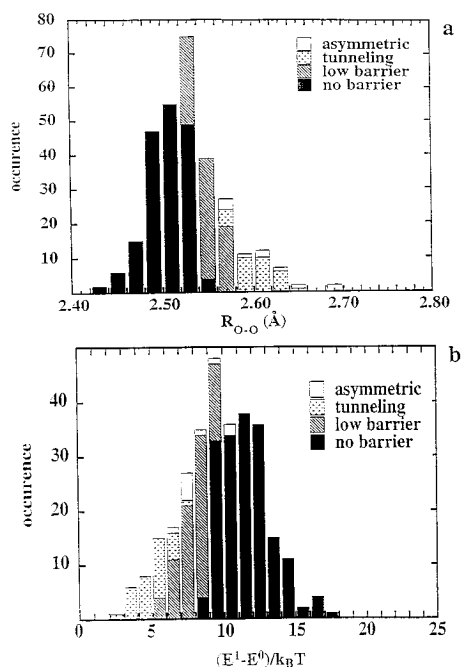 a
80
70
60
50
40
30
20
10
occurence
asymmetric
tunneling
low barrier
no barrier
2.40 2.50 2.60 2.70 2.80
R_O-O (Å)
b
40
30
20
10
occurence
asymmetric
tunneling
low barrier
no barrier
0 5 10 15 20 25
(E¹-E⁰)/k_BT